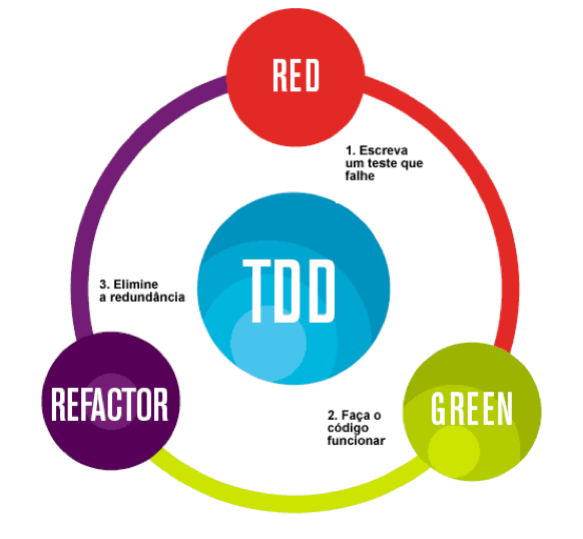 RED
1. Escreva
um teste que
falhe
TDD
3. Elimine
a redundância
REFACTOR
GREEN
2. Faça o
código
funcionar